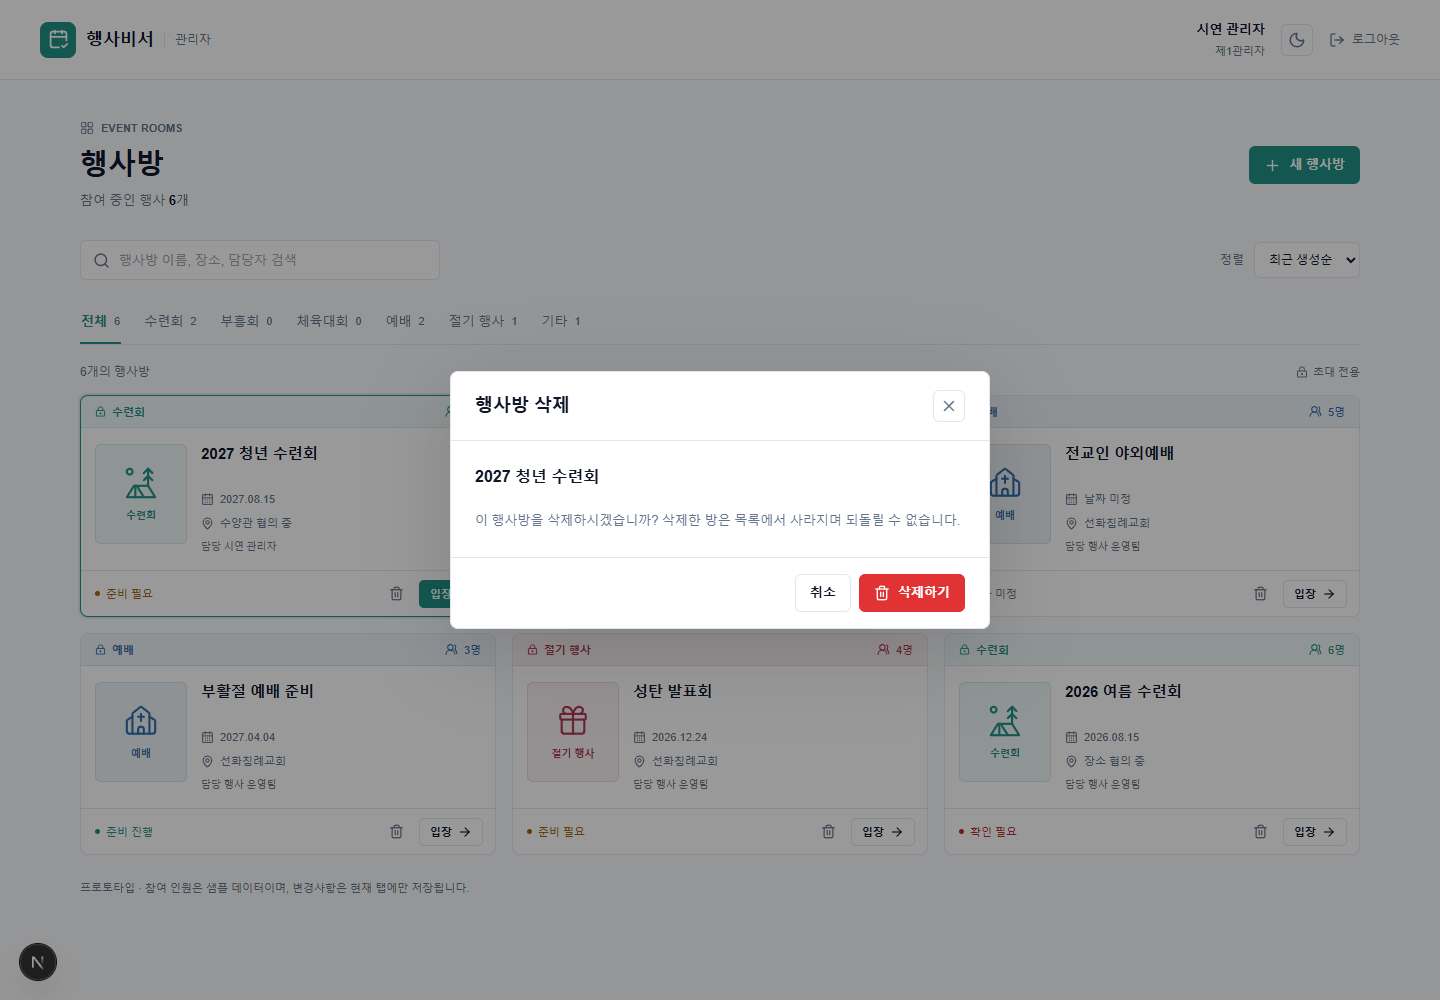 행사비서
관리자
시연 관리자
제1관리자
로그아웃
EVENT ROOMS
행사방
참여 중인 행사 6개
새 행사방
행사방 이름, 장소, 담당자 검색
정렬
최근 생성순
전체 6
수련회 2
부흥회 0
체육대회 0
예배 2
절기 행사 1
기타 1
6개의 행사방
초대 전용
행사방 삭제
2027 청년 수련회
이 행사방을 삭제하시겠습니까? 삭제한 방은 목록에서 사라지며 되돌릴 수 없습니다.
취소
삭제하기
수련회
수련회
2027 청년 수련회
2027.08.15
수양관 협의 중
담당 시연 관리자
준비 필요
5명
예배
전교인 야외예배
날짜 미정
선화침례교회
담당 행사 운영팀
미정
입장
예배
3명
예배
부활절 예배 준비
2027.04.04
선화침례교회
담당 행사 운영팀
준비 진행
입장
절기 행사
4명
절기 행사
성탄 발표회
2026.12.24
선화침례교회
담당 행사 운영팀
준비 필요
입장
수련회
6명
수련회
2026 여름 수련회
2026.08.15
장소 협의 중
담당 행사 운영팀
확인 필요
입장
프로토타입 · 참여 인원은 샘플 데이터이며, 변경사항은 현재 탭에만 저장됩니다.
N